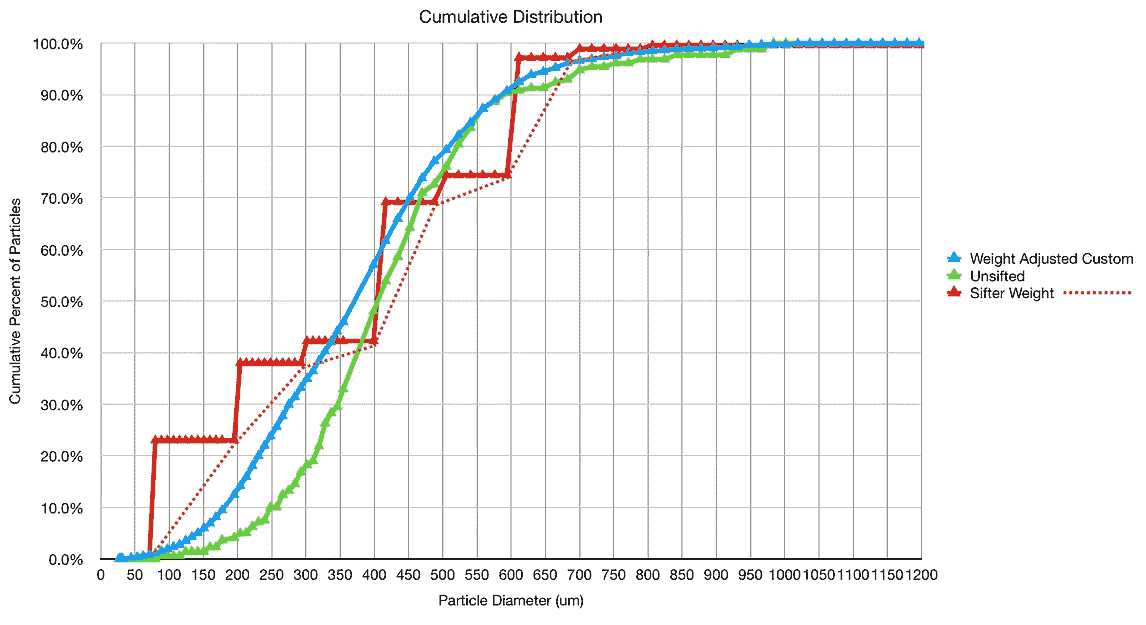 Cumulative Distribution
100.0%
90.0%
80.0%
70.0%
60.0%
50.0%
40.0%
30.0%
20.0%
10.0%
0.0%
Cumulative Percent of Particles
0 50 100 150 200 250 300 350 400 450 500 550 600 650 700 750 800 850 900 950 1000 1050 1100 1150 1200
Particle Diameter (um)
Weight Adjusted Custom
Unsifted
Sifter Weight